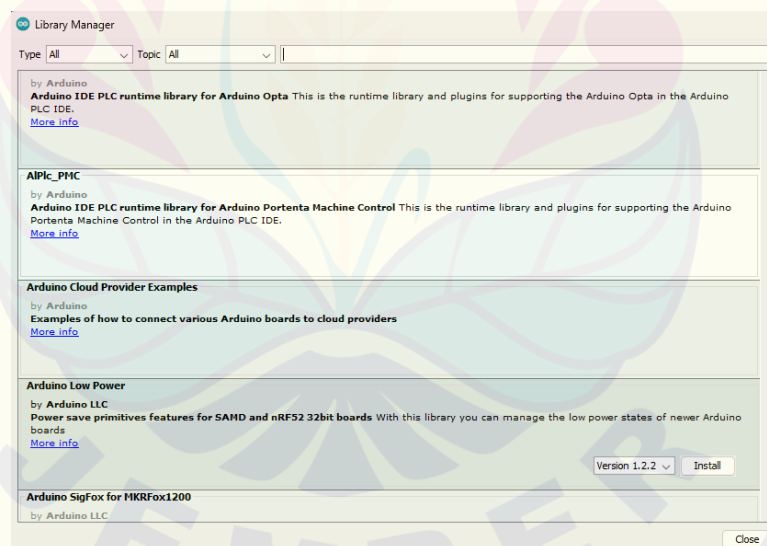 Library Manager
Type All Topic All
by Arduino
Arduino IDE PLC runtime library for Arduino Opta This is the runtime library and plugins for supporting the Arduino Opta in the Arduino
PLC IDE.
More info
AlPlc_PMC
by Arduino
Arduino IDE PLC runtime library for Arduino Portenta Machine Control This is the runtime library and plugins for supporting the Arduino
Portenta Machine Control in the Arduino PLC IDE.
More info
Arduino Cloud Provider Examples
by Arduino
Examples of how to connect various Arduino boards to cloud providers
More info
Arduino Low Power
by Arduino LLC
Power save primitives features for SAMD and nRF52 32bit boards With this library you can manage the low power states of newer Arduino
boards
More info
Version 1.2.2 Install
Arduino SigFox for MKRFox1200
by Arduino LLC
Close
JEMBER